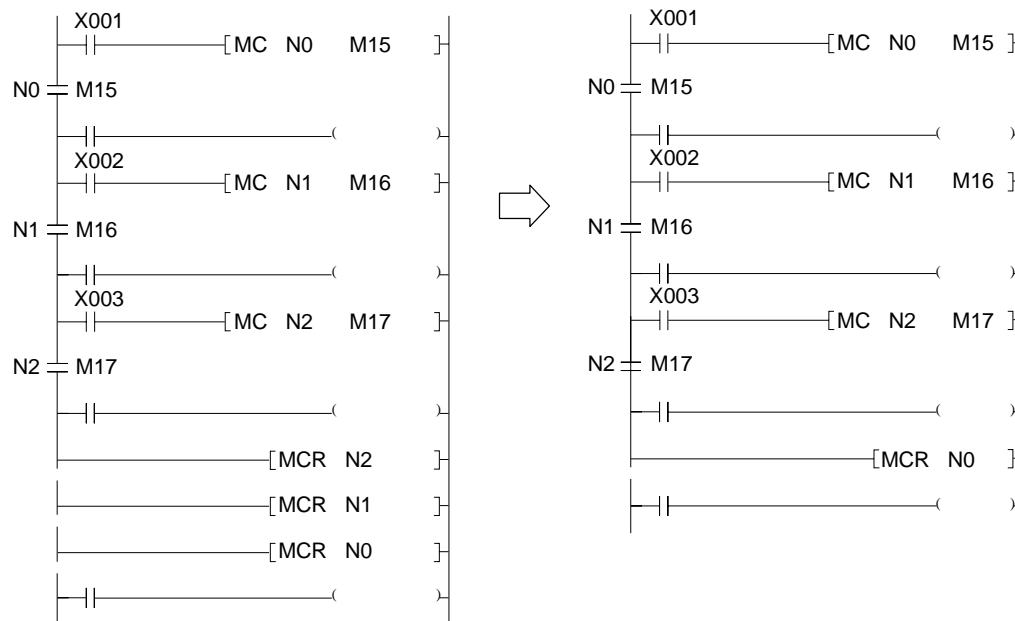 X001
[MC N0 M15 ]
N0 M15
( )
X002
[MC N1 M16 ]
N1 M16
( )
X003
[MC N2 M17 ]
N2 M17
( )
[MCR N2 ]
[MCR N1 ]
[MCR N0 ]
( )
X001
[MC N0 M15 ]
N0 M15
( )
X002
[MC N1 M16 ]
N1 M16
( )
X003
[MC N2 M17 ]
N2 M17
( )
[MCR N0 ]
( )